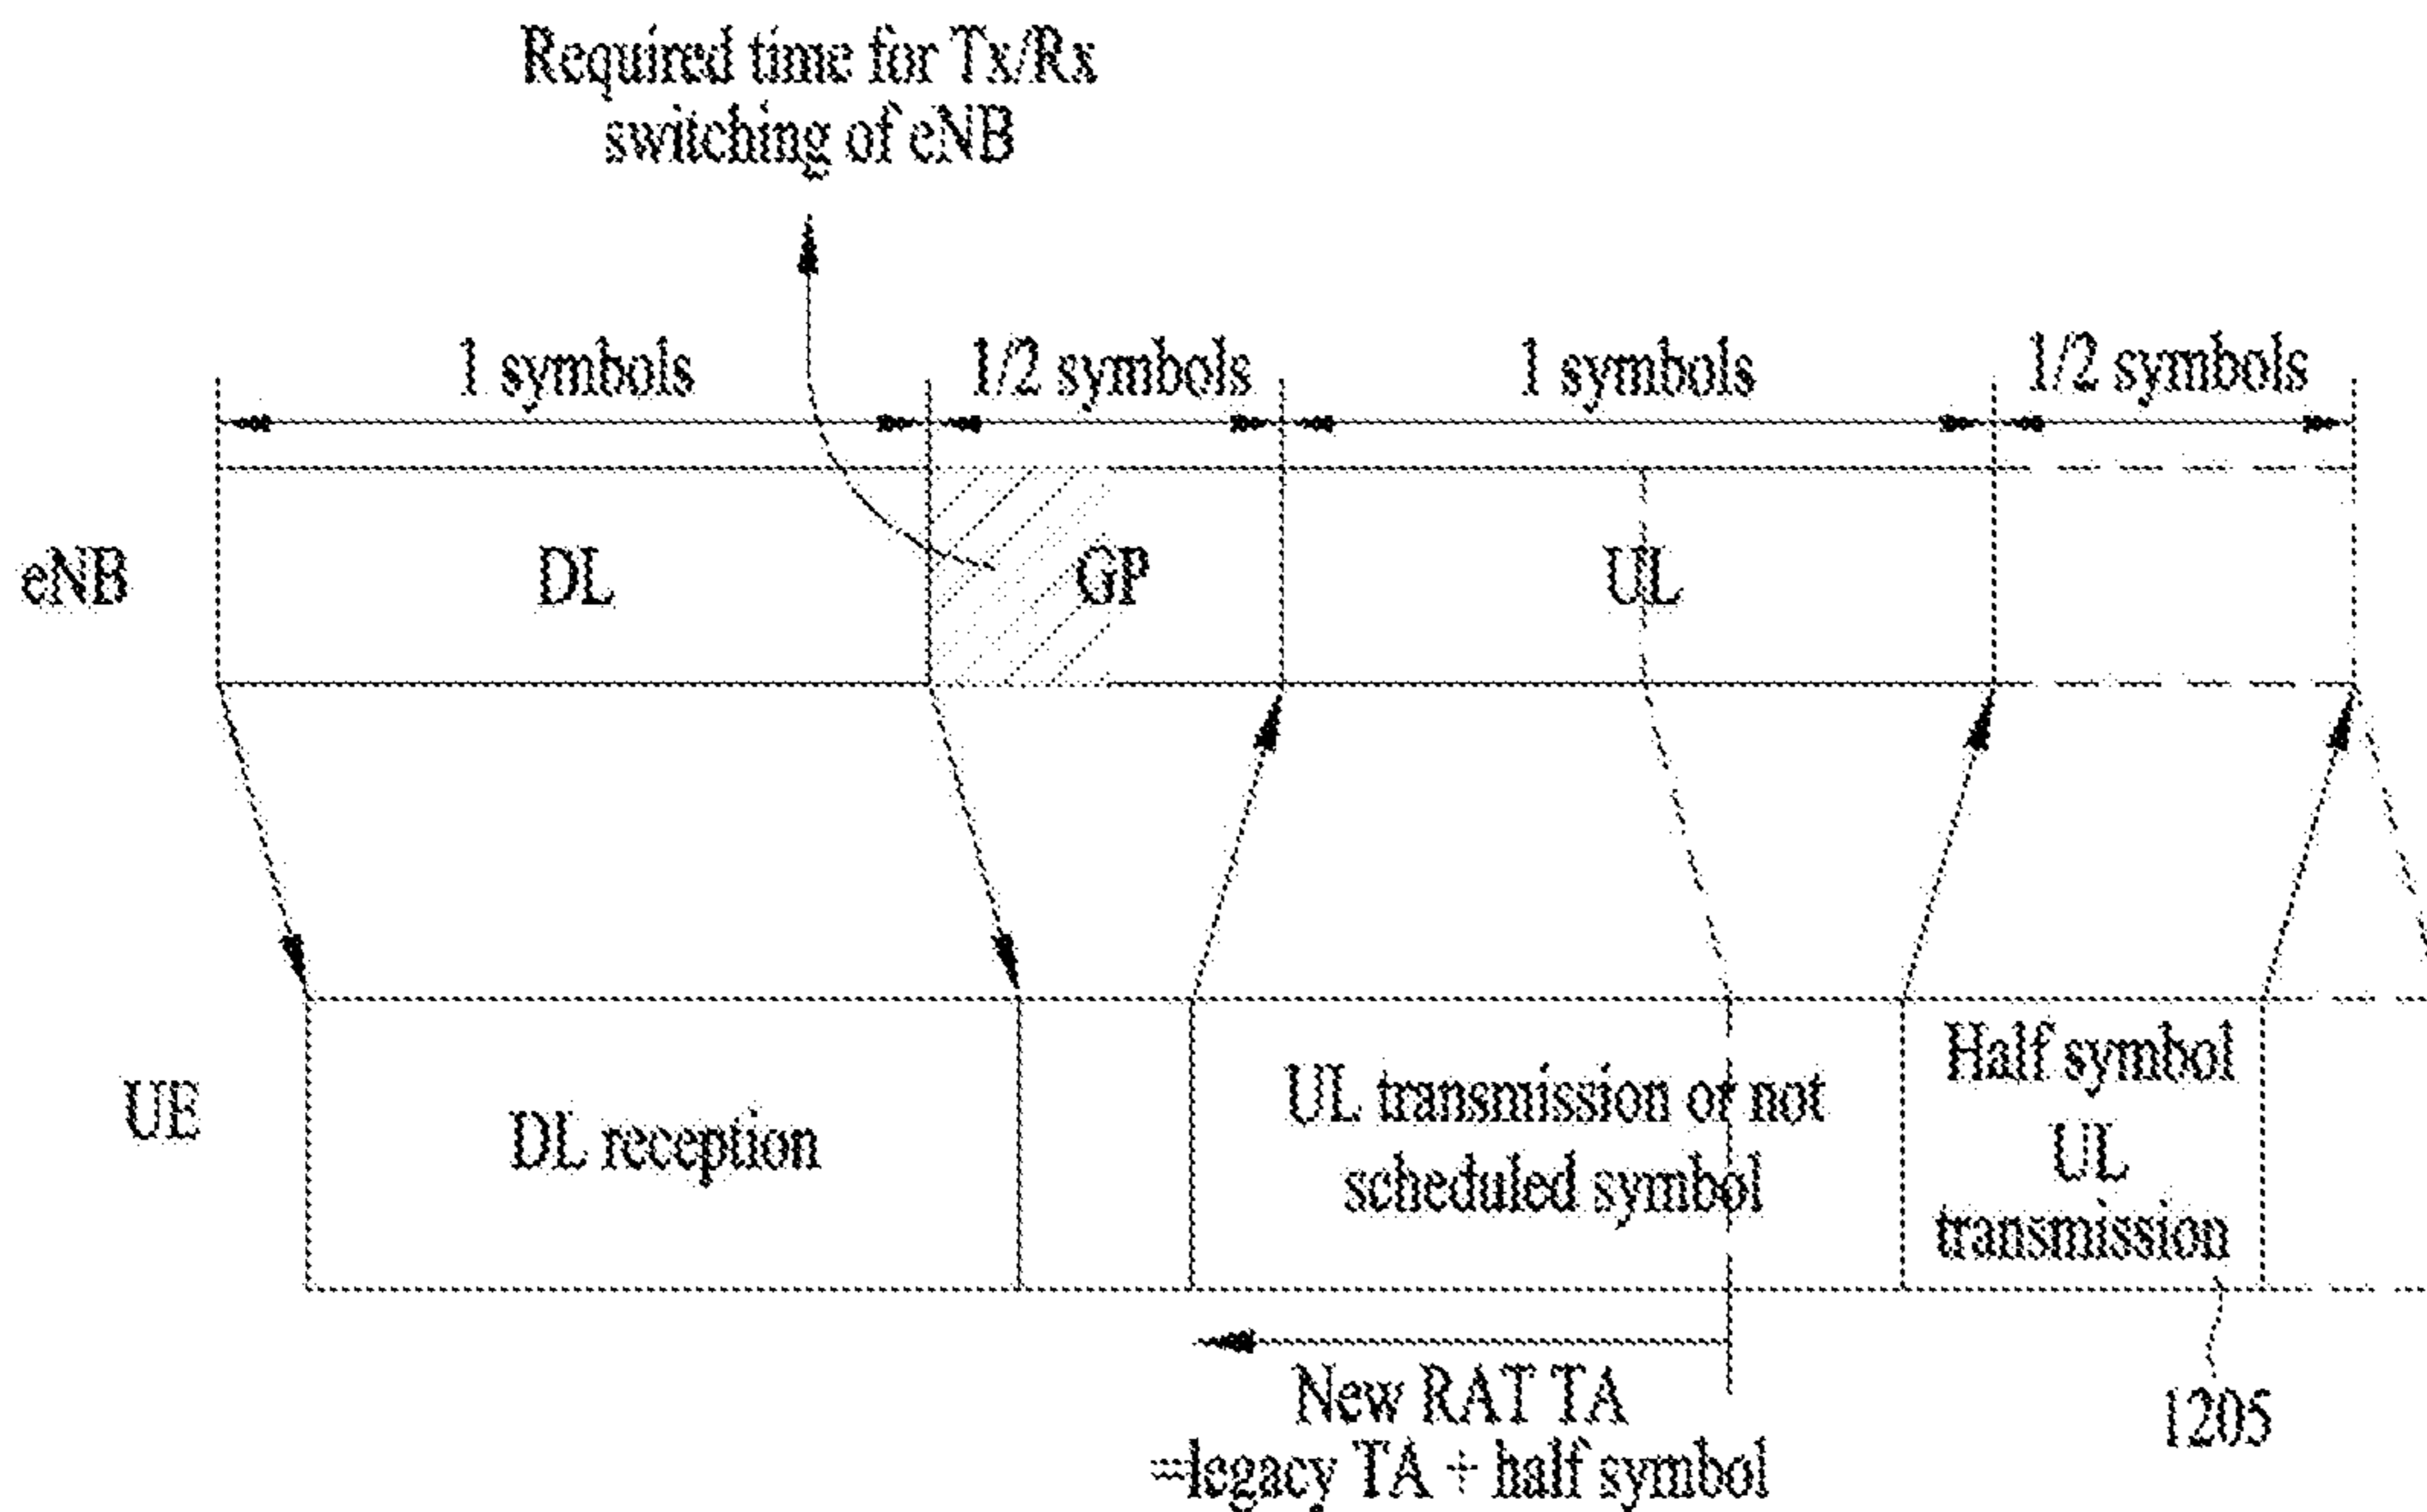 Required time for Tx/Rx
switching of eNB
1 symbols
1/2 symbols
1 symbols
1/2 symbols
eNB
DL
GP
UL
UE
DL reception
UL transmission or not
scheduled symbol
Half symbol
UL
transmission
New RAT TA
=legacy TA + half symbol
1205